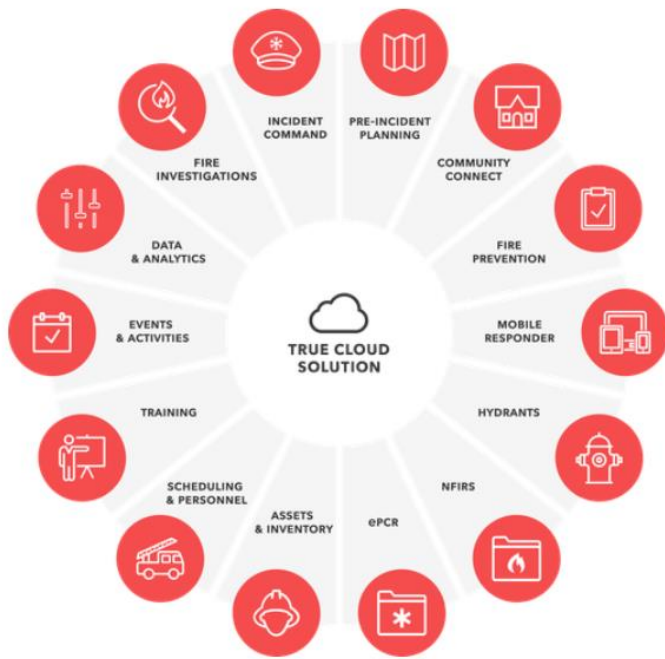 INCIDENT
COMMAND
PRE-INCIDENT
PLANNING
COMMUNITY
CONNECT
FIRE
PREVENTION
MOBILE
RESPONDER
HYDRANTS
NFIRS
ePCR
ASSETS
& INVENTORY
SCHEDULING
& PERSONNEL
TRAINING
EVENTS
& ACTIVITIES
DATA
& ANALYTICS
FIRE
INVESTIGATIONS
TRUE CLOUD
SOLUTION